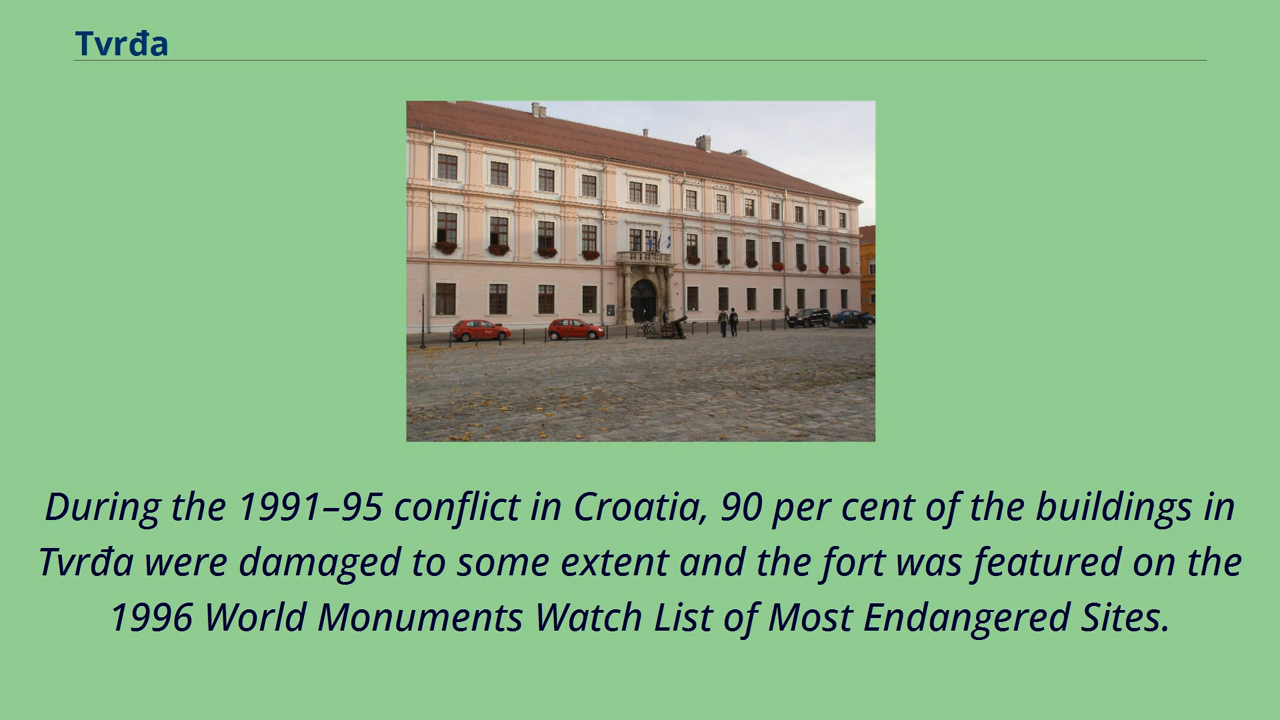 Tvrđa
During the 1991–95 conflict in Croatia, 90 per cent of the buildings in
Tvrđa were damaged to some extent and the fort was featured on the
1996 World Monuments Watch List of Most Endangered Sites.